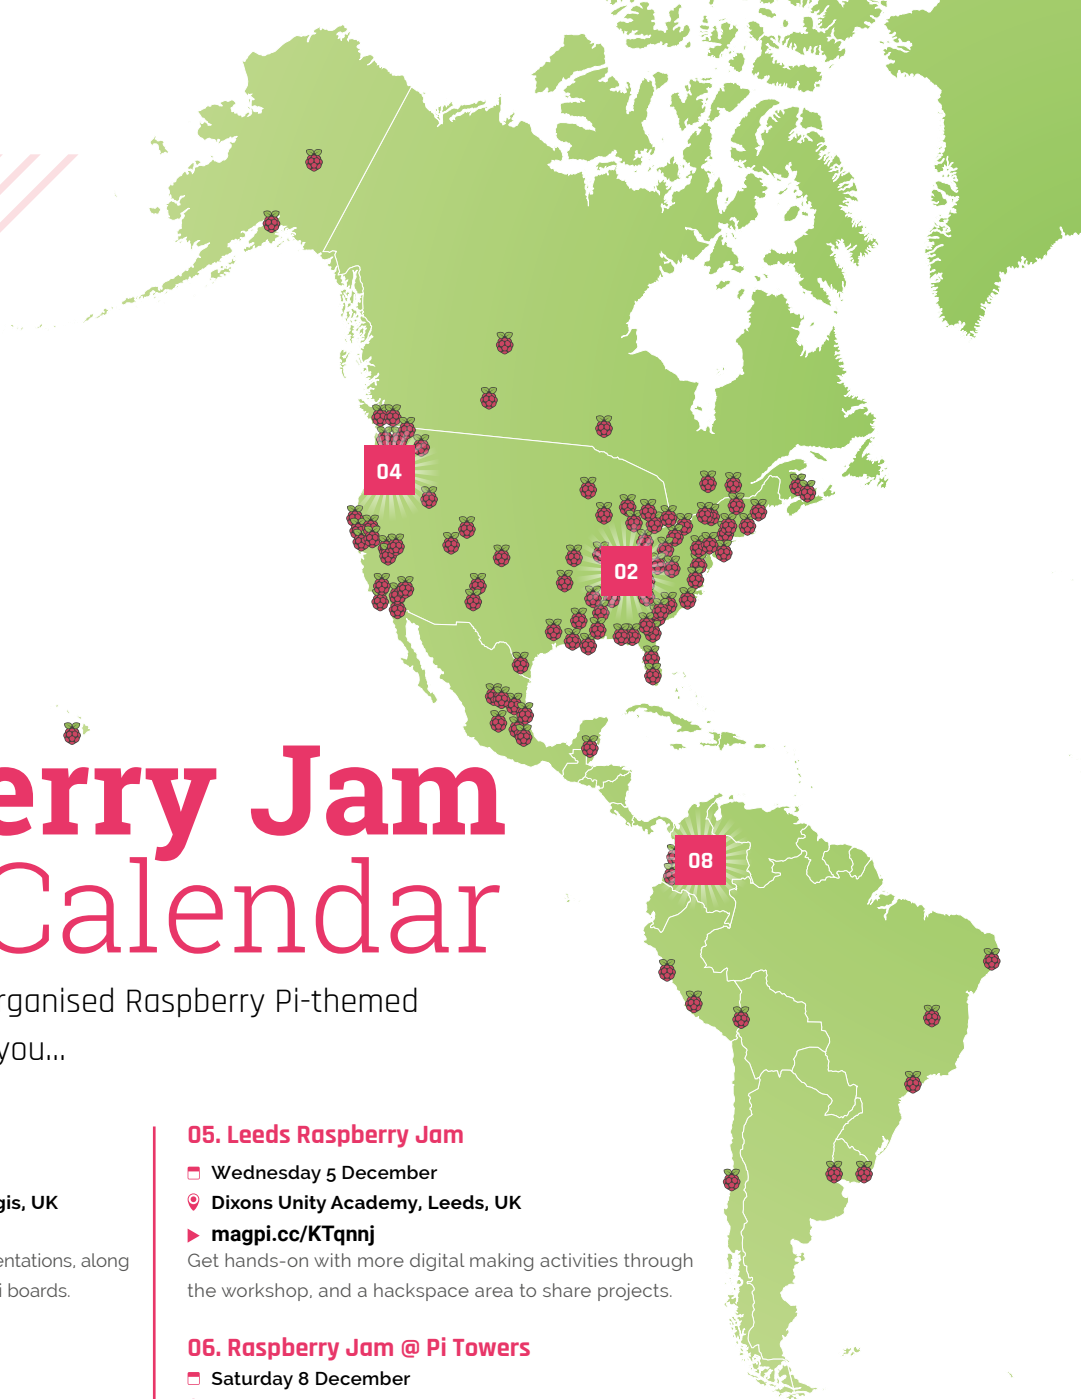 04
02
erry Jam
08
Calendar
rganised Raspberry Pi-themed
you...
gis, UK
entations, along
i boards.
05. Leeds Raspberry Jam
Wednesday 5 December
Dixons Unity Academy, Leeds, UK
magpi.cc/KTqnnj
Get hands-on with more digital making activities through
the workshop, and a hackspace area to share projects.
06. Raspberry Jam @ Pi Towers
Saturday 8 December